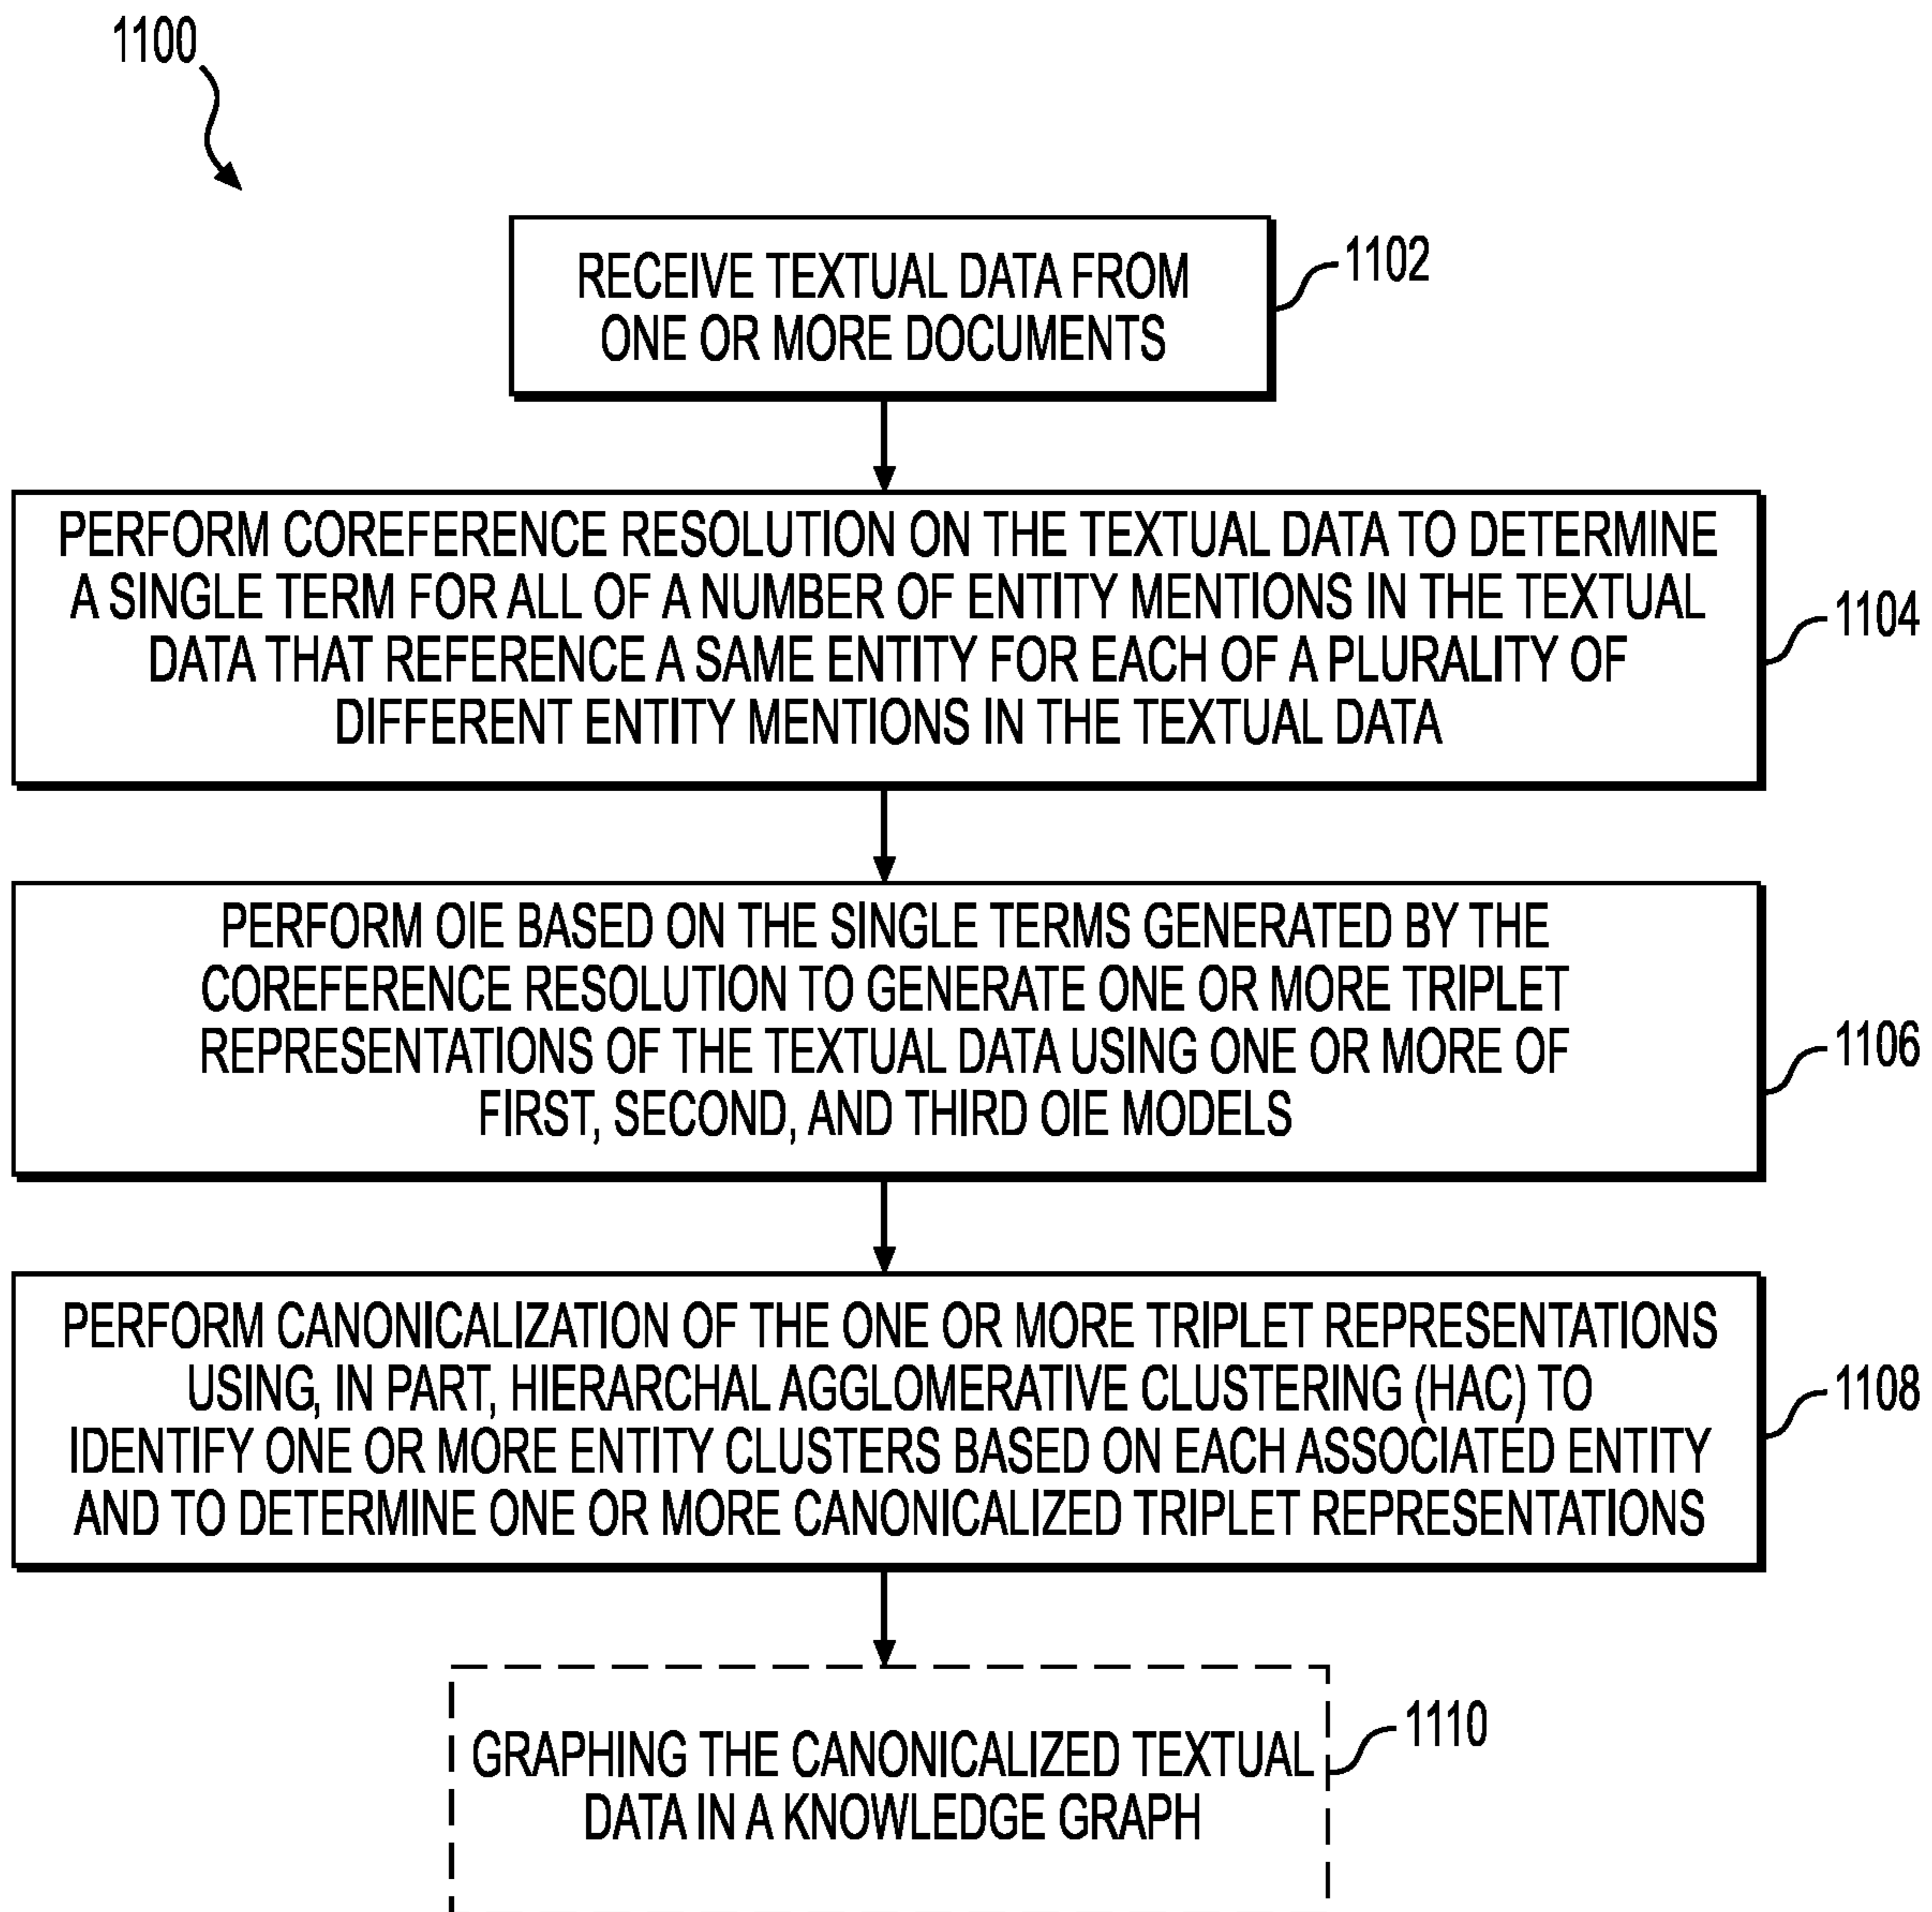 1100
RECEIVE TEXTUAL DATA FROM
ONE OR MORE DOCUMENTS
1102
PERFORM COREFERENCE RESOLUTION ON THE TEXTUAL DATA TO DETERMINE
A SINGLE TERM FOR ALL OF A NUMBER OF ENTITY MENTIONS IN THE TEXTUAL
DATA THAT REFERENCE A SAME ENTITY FOR EACH OF A PLURALITY OF
DIFFERENT ENTITY MENTIONS IN THE TEXTUAL DATA
1104
PERFORM OIE BASED ON THE SINGLE TERMS GENERATED BY THE
COREFERENCE RESOLUTION TO GENERATE ONE OR MORE TRIPLET
REPRESENTATIONS OF THE TEXTUAL DATA USING ONE OR MORE OF
FIRST, SECOND, AND THIRD OIE MODELS
1106
PERFORM CANONICALIZATION OF THE ONE OR MORE TRIPLET REPRESENTATIONS
USING, IN PART, HIERARCHAL AGGLOMERATIVE CLUSTERING (HAC) TO
IDENTIFY ONE OR MORE ENTITY CLUSTERS BASED ON EACH ASSOCIATED ENTITY
AND TO DETERMINE ONE OR MORE CANONICALIZED TRIPLET REPRESENTATIONS
1108
GRAPHING THE CANONICALIZED TEXTUAL
DATA IN A KNOWLEDGE GRAPH
1110